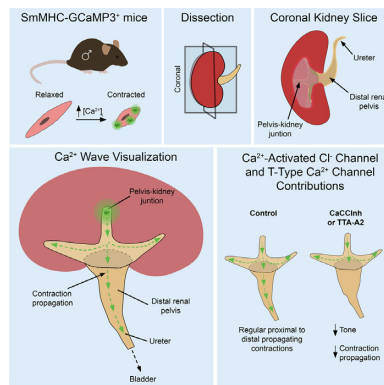 SmMHC-GCaMP3⁺ mice
Relaxed
Contracted
↑ [Ca²⁺]
Dissection
Coronal
Coronal Kidney Slice
Ureter
Distal renal
pelvis
Pelvis-kidney
juntion
Ca²⁺ Wave Visualization
Pelvis-kidney
juntion
Contraction
propagation
Distal renal
pelvis
Ureter
Bladder
Ca²⁺-Activated Cl⁻ Channel
and T-Type Ca²⁺ Channel
Contributions
Control
CaCCInh
or TTA-A2
Regular proximal to
distal propagating
contractions
↓ Tone
↓ Contraction
propagation